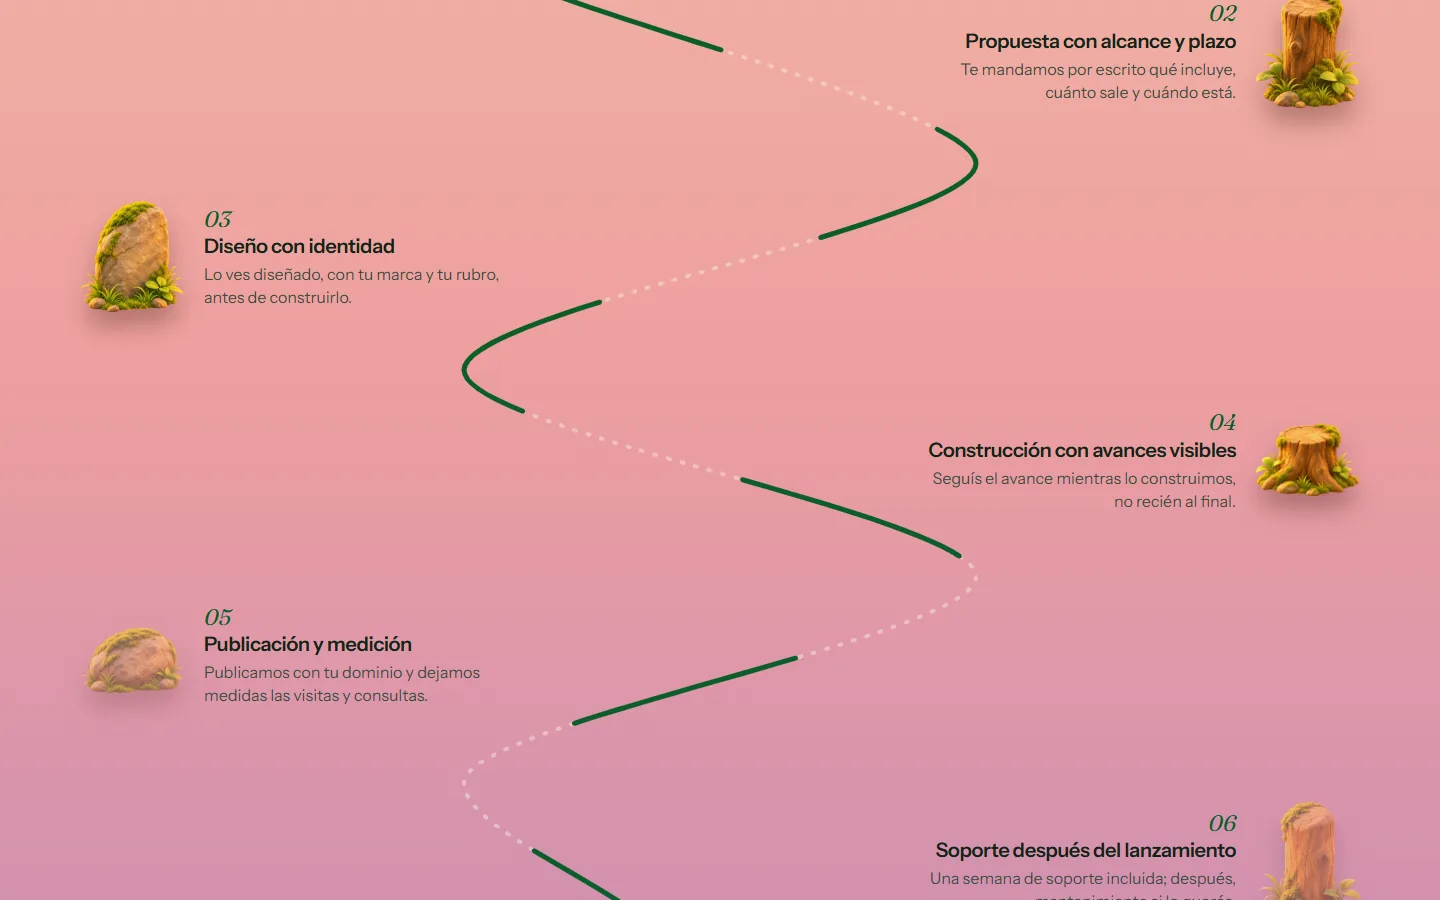 02
Propuesta con alcance y plazo
Te mandamos por escrito qué incluye,
cuánto sale y cuándo está.
03
Diseño con identidad
Lo ves diseñado, con tu marca y tu rubro,
antes de construirlo.
04
Construcción con avances visibles
Seguís el avance mientras lo construimos,
no recién al final.
05
Publicación y medición
Publicamos con tu dominio y dejamos
medidas las visitas y consultas.
06
Soporte después del lanzamiento
Una semana de soporte incluida; después,